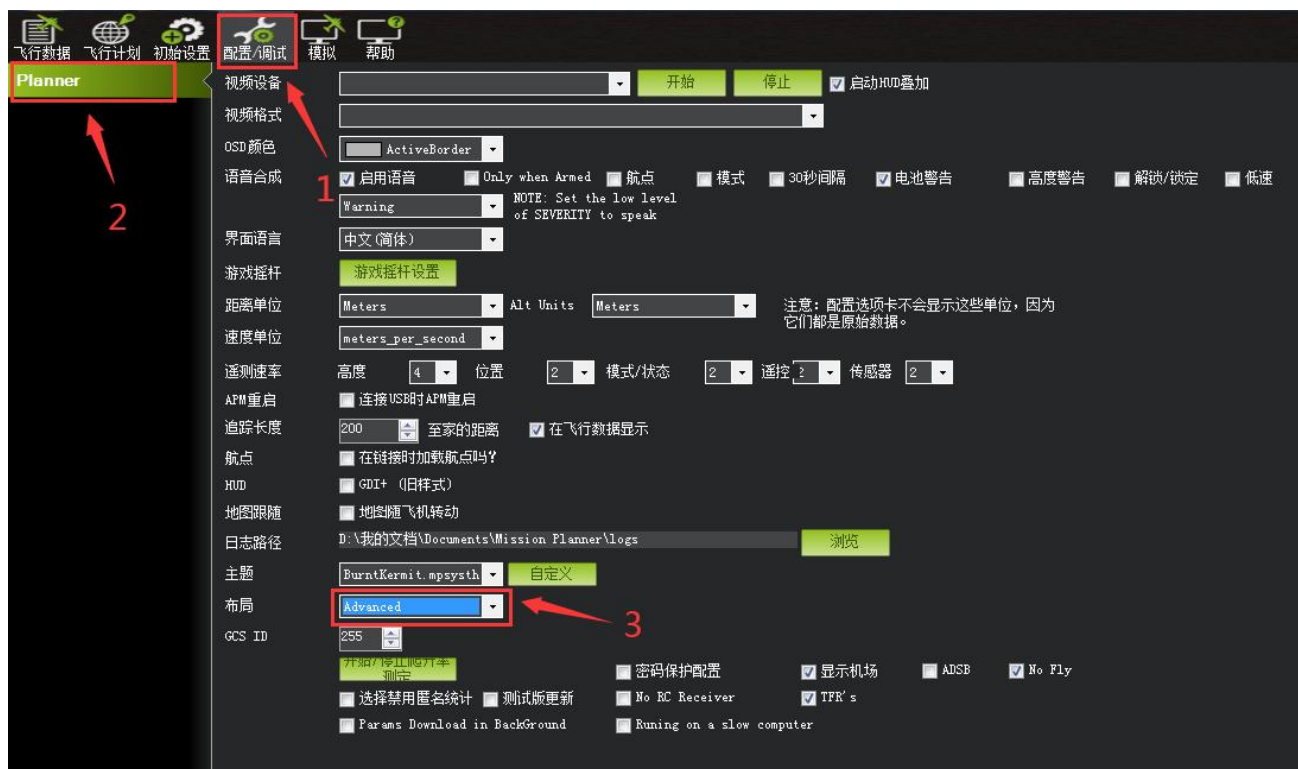 飞行数据 飞行计划 初始设置 配置/调试 模拟 帮助
Planner
视频设备 开始 停止 启动HUD叠加
视频格式
OSD颜色 ActiveBorder
语音合成 启用语音 Only when Armed 航点 模式 30秒间隔 电池警告 高度警告 解锁/锁定 低速
1
Warning NOTE: Set the low level
of SEVERITY to speak
2
界面语言 中文(简体)
游戏摇杆 游戏摇杆设置
距离单位 Meters Alt Units Meters 注意: 配置选项卡不会显示这些单位,因为
它们都是原始数据。
速度单位 meters_per_second
遥测速率 高度 4 位置 2 模式/状态 2 遥控 2 传感器 2
APM重启 连接USB时APM重启
追踪长度 200 至家的距离 在飞行数据显示
航点 在链接时加载航点吗?
HUD GDI+ (旧样式)
地图跟随 地图随飞机转动
日志路径 D:\我的文档\Documents\Mission Planner\logs 浏览
主题 BurntKermit.mpsysth 自定义
布局 Advanced
3
GCS ID 255
开始/停止爬升率
测定 密码保护配置 显示机场 ADSB No Fly
选择禁用匿名统计 测试版更新 No RC Receiver TFR's
Params Download in BackGround Runing on a slow computer